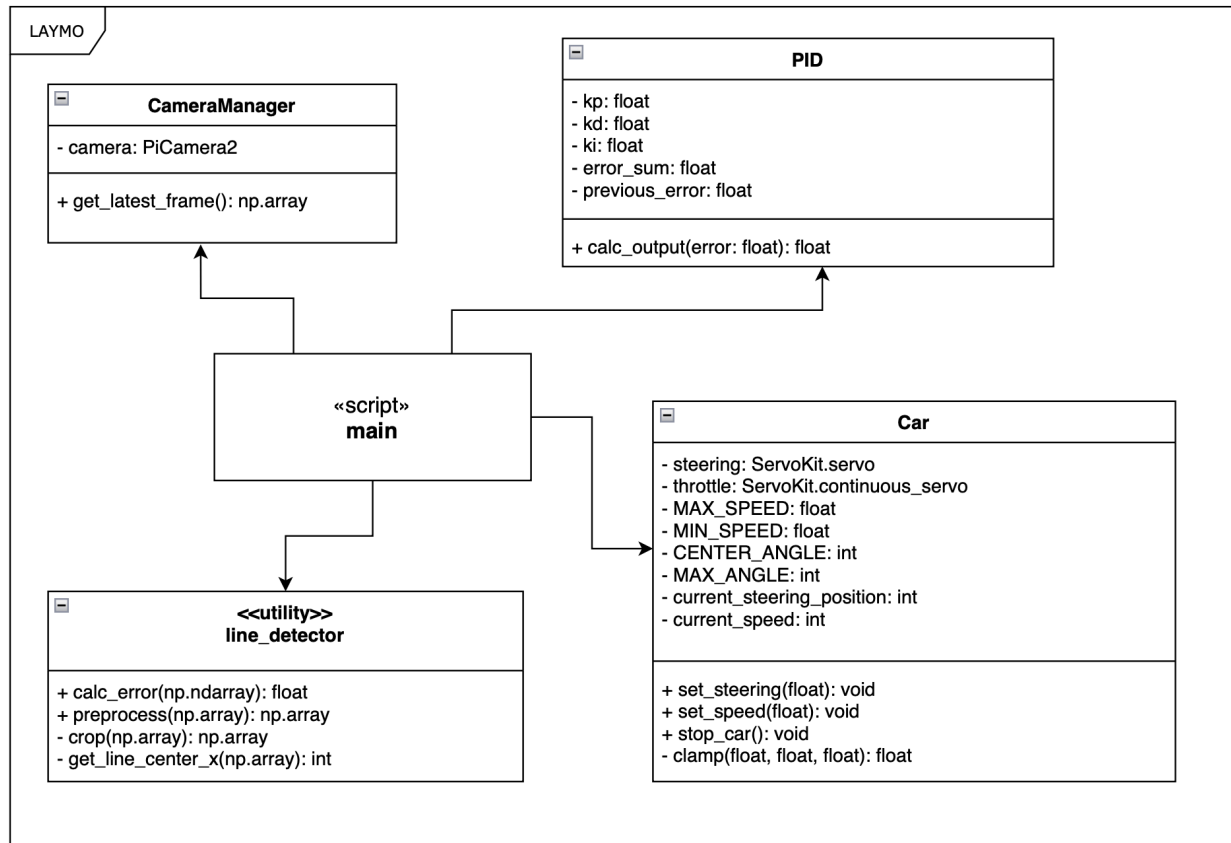 LAYMO
CameraManager
- camera: PiCamera2
+ get_latest_frame(): np.array
PID
- kp: float
- kd: float
- ki: float
- error_sum: float
- previous_error: float
+ calc_output(error: float): float
«script»
main
Car
- steering: ServoKit.servo
- throttle: ServoKit.continuous_servo
- MAX_SPEED: float
- MIN_SPEED: float
- CENTER_ANGLE: int
- MAX_ANGLE: int
- current_steering_position: int
- current_speed: int
+ set_steering(float): void
+ set_speed(float): void
+ stop_car(): void
- clamp(float, float, float): float
<<utility>>
line_detector
+ calc_error(np.ndarray): float
+ preprocess(np.array): np.array
- crop(np.array): np.array
- get_line_center_x(np.array): int